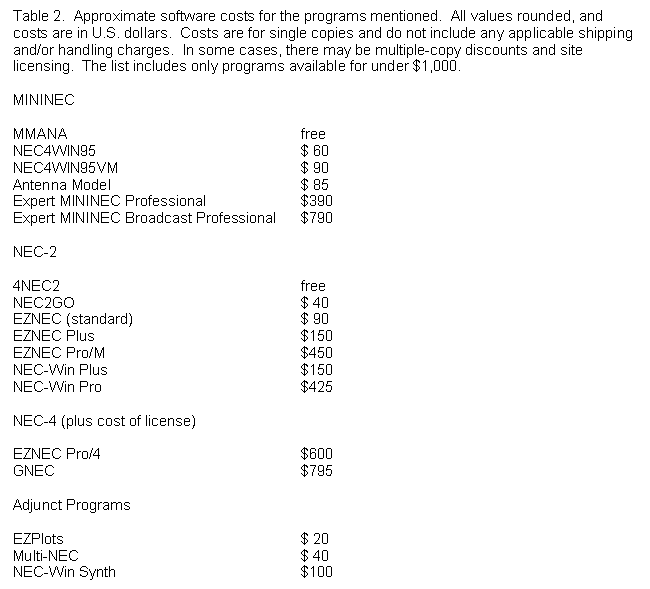 Table 2.  Approximate software costs for the programs mentioned.  All values rounded, and
costs are in U.S. dollars.  Costs are for single copies and do not include any applicable shipping
and/or handling charges.  In some cases, there may be multiple-copy discounts and site
licensing.  The list includes only programs available for under $1,000.
MININEC
MMANA free
NEC4WIN95 $ 60
NEC4WIN95VM $ 90
Antenna Model $ 85
Expert MININEC Professional $390
Expert MININEC Broadcast Professional $790
NEC-2
4NEC2 free
NEC2GO $ 40
EZNEC (standard) $ 90
EZNEC Plus $150
EZNEC Pro/M $450
NEC-Win Plus $150
NEC-Win Pro $425
NEC-4 (plus cost of license)
EZNEC Pro/4 $600
GNEC $795
Adjunct Programs
EZPlots $ 20
Multi-NEC $ 40
NEC-Win Synth $100